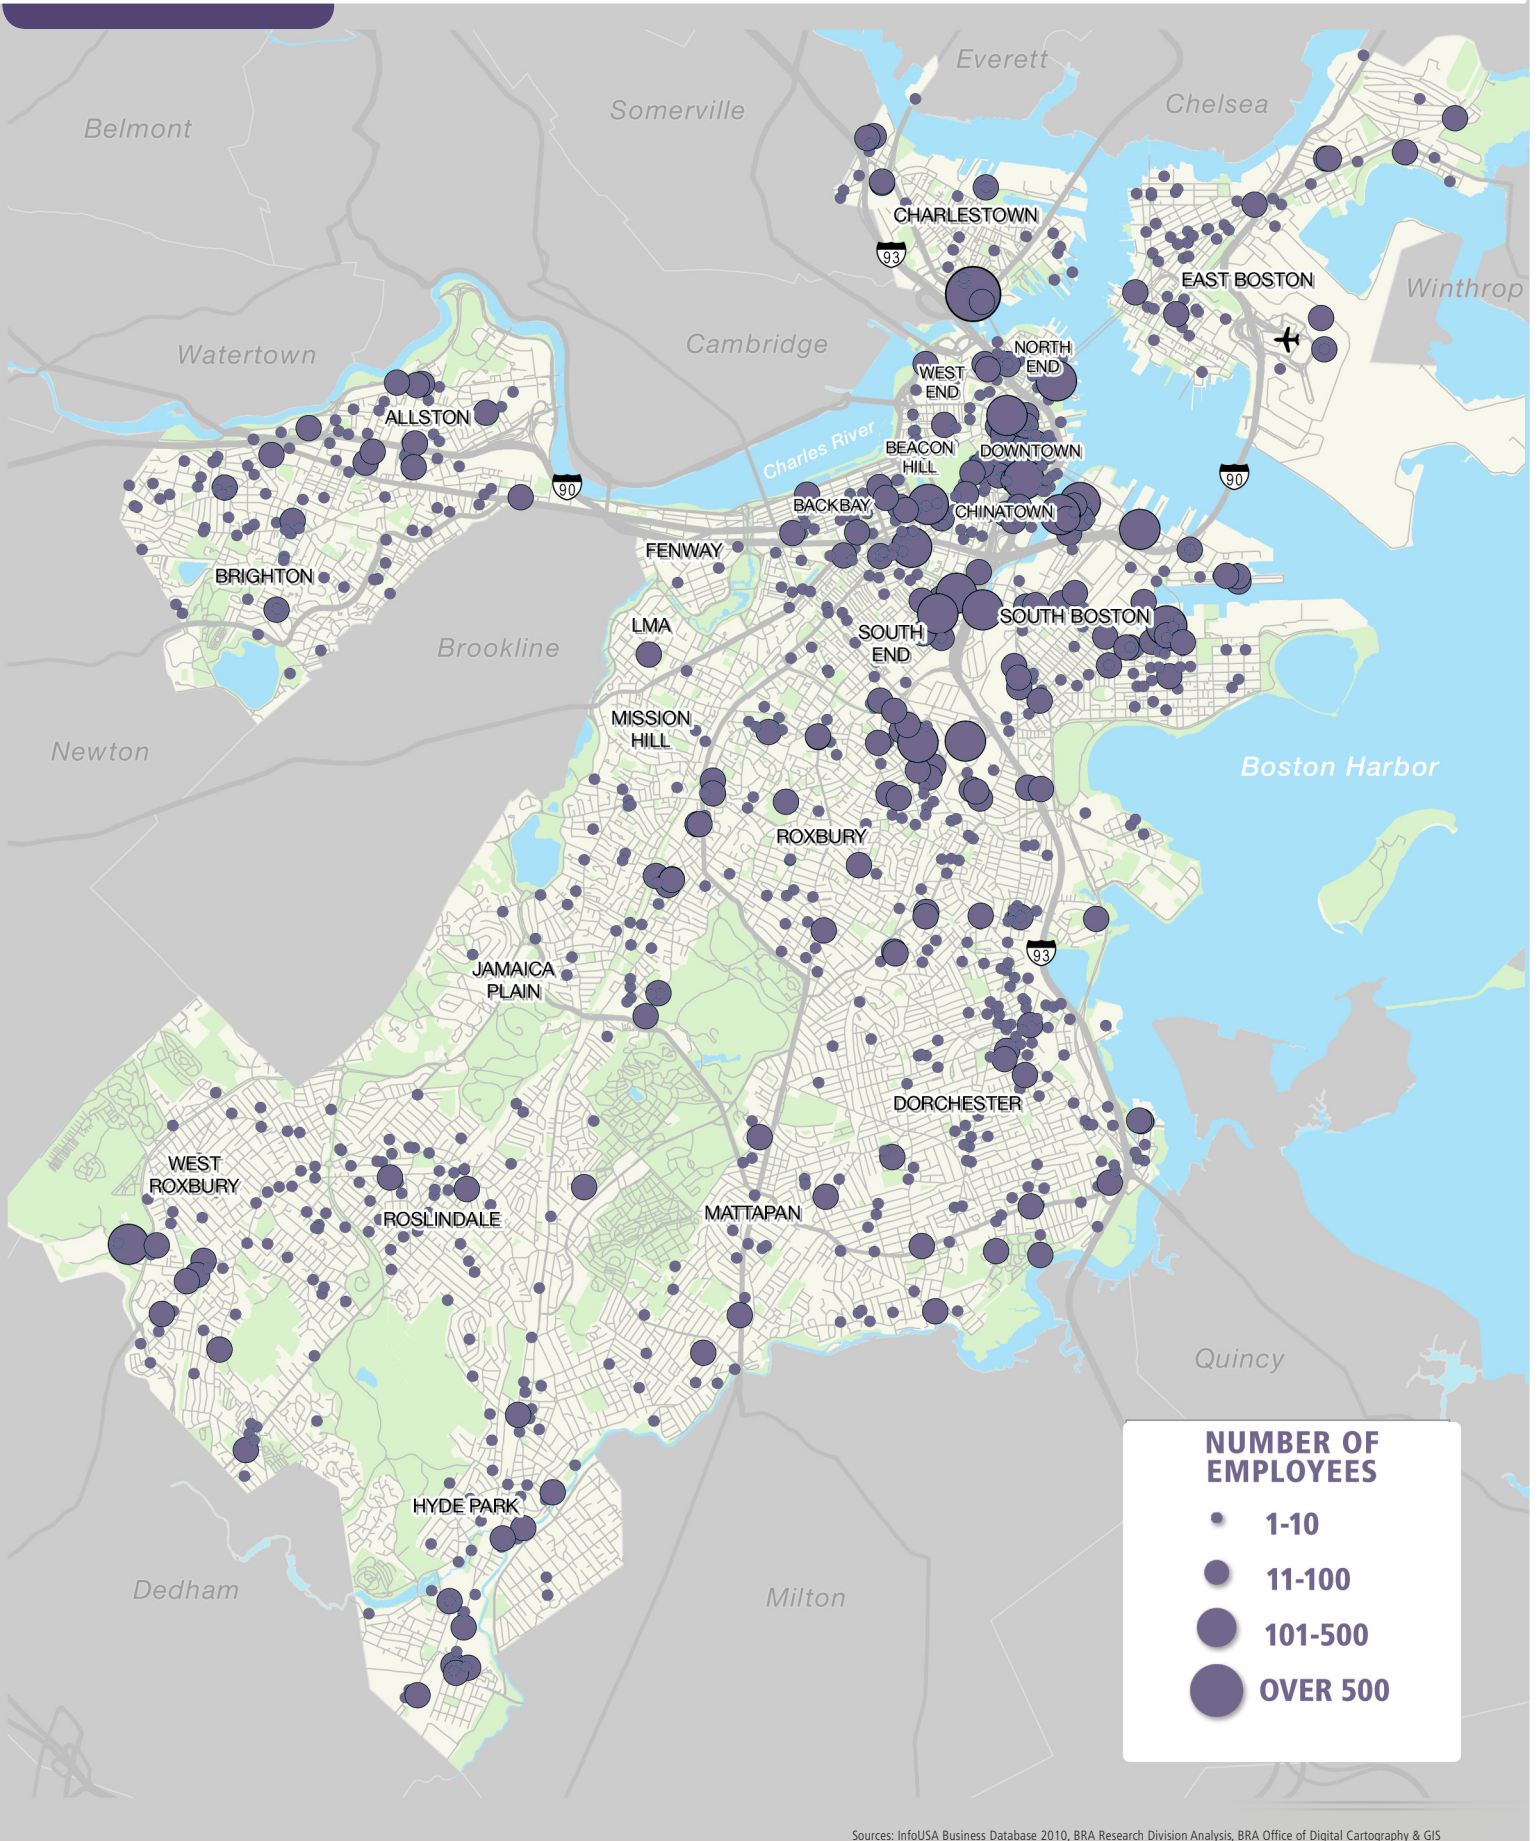 Everett
Belmont
Somerville
Chelsea
CHARLESTOWN
93
EAST BOSTON
Winthrop
Watertown
Cambridge
NORTH
END
WEST
END
ALLSTON
Charles River
BEACON
HILL
DOWNTOWN
90
90
BACKBAY
CHINATOWN
FENWAY
BRIGHTON
LMA
SOUTH BOSTON
SOUTH
END
Brookline
MISSION
HILL
Newton
Boston Harbor
ROXBURY
93
JAMAICA
PLAIN
DORCHESTER
WEST
ROXBURY
ROSLINDALE
MATTAPAN
Quincy
HYDE PARK
Dedham
Milton
NUMBER OF
EMPLOYEES
1-10
11-100
101-500
OVER 500
Sources: InfoUSA Business Database 2010, BRA Research Division Analysis, BRA Office of Digital Cartography & GIS